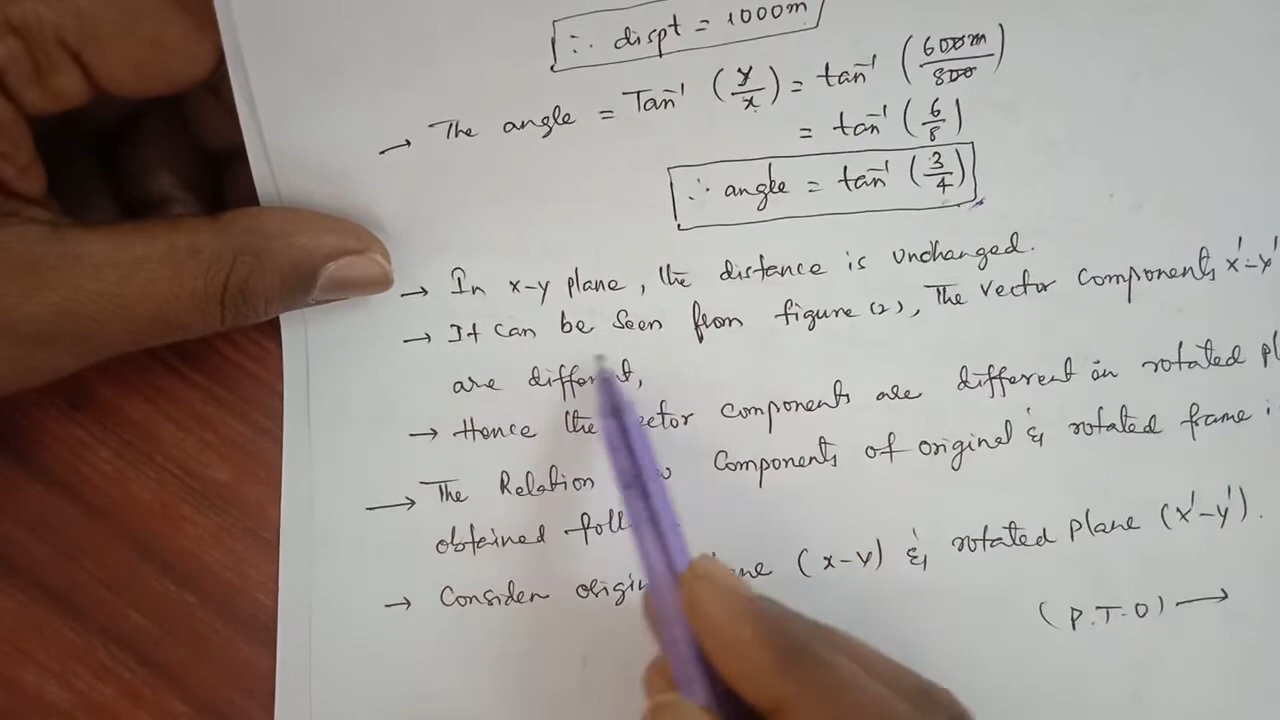 ∴ dispt = 1000m
→ The angle = Tan⁻¹ (y/x) = tan⁻¹ (600m/800)
= tan⁻¹ (6/8)
∴ angle = tan⁻¹ (3/4)
→ In x-y plane, the distance is unchanged.
→ It can be seen from figure (2), The vector components x'-y'
are different,
→ Hence the vector components are different in rotated
→ The Relation components of original & rotated frame
obtained
→ Consider plane (x-y) & rotated plane (x'-y').
(P.T.O) →